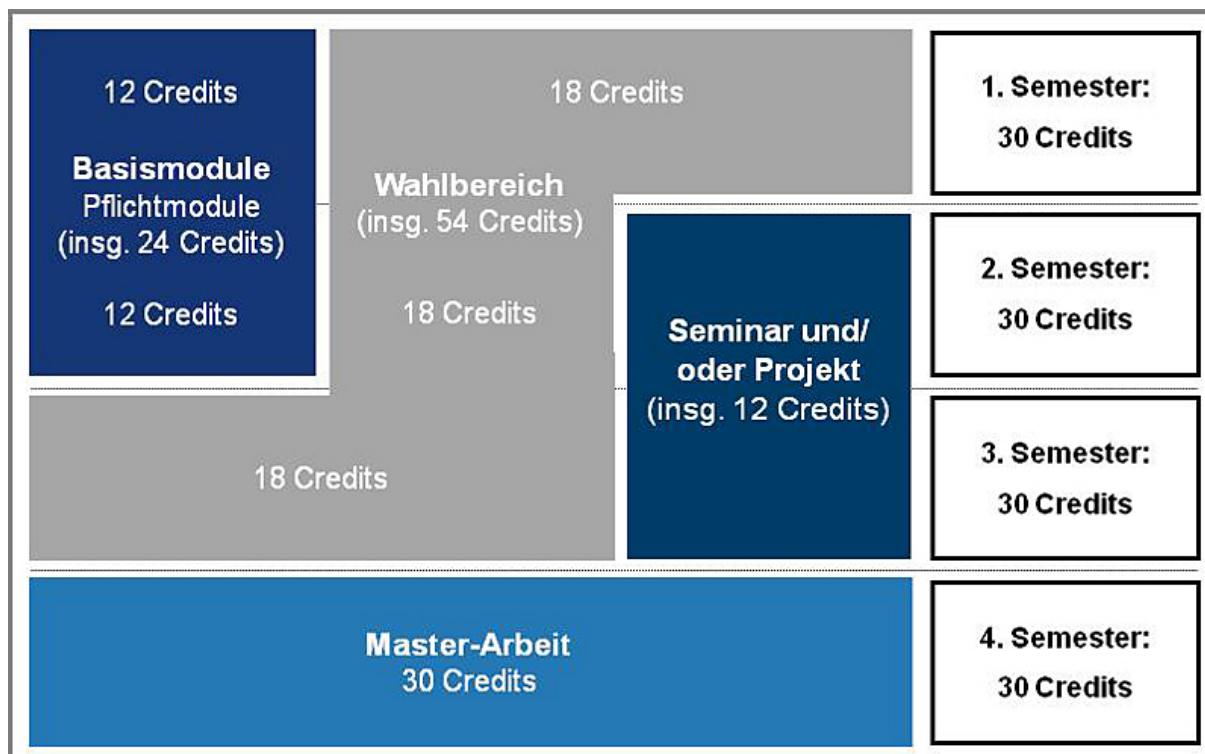 12 Credits
Basismodule
Pflichtmodule
(insg. 24 Credits)
12 Credits
18 Credits
Wahlbereich
(insg. 54 Credits)
18 Credits
18 Credits
Seminar und/
oder Projekt
(insg. 12 Credits)
Master-Arbeit
30 Credits
1. Semester:
30 Credits
2. Semester:
30 Credits
3. Semester:
30 Credits
4. Semester:
30 Credits